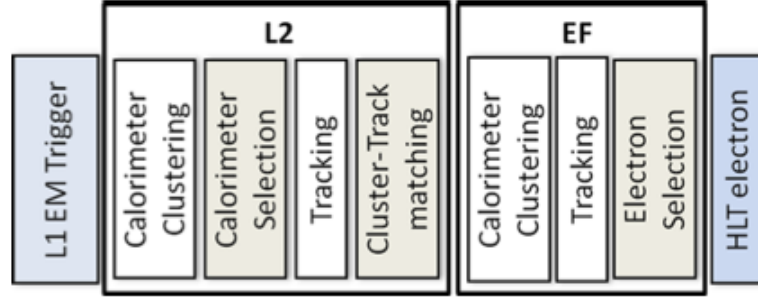 L2
EF
L1 EM Trigger
Calorimeter
Clustering
Calorimeter
Selection
Tracking
Cluster-Track
matching
Calorimeter
Clustering
Tracking
Electron
Selection
HLT electron